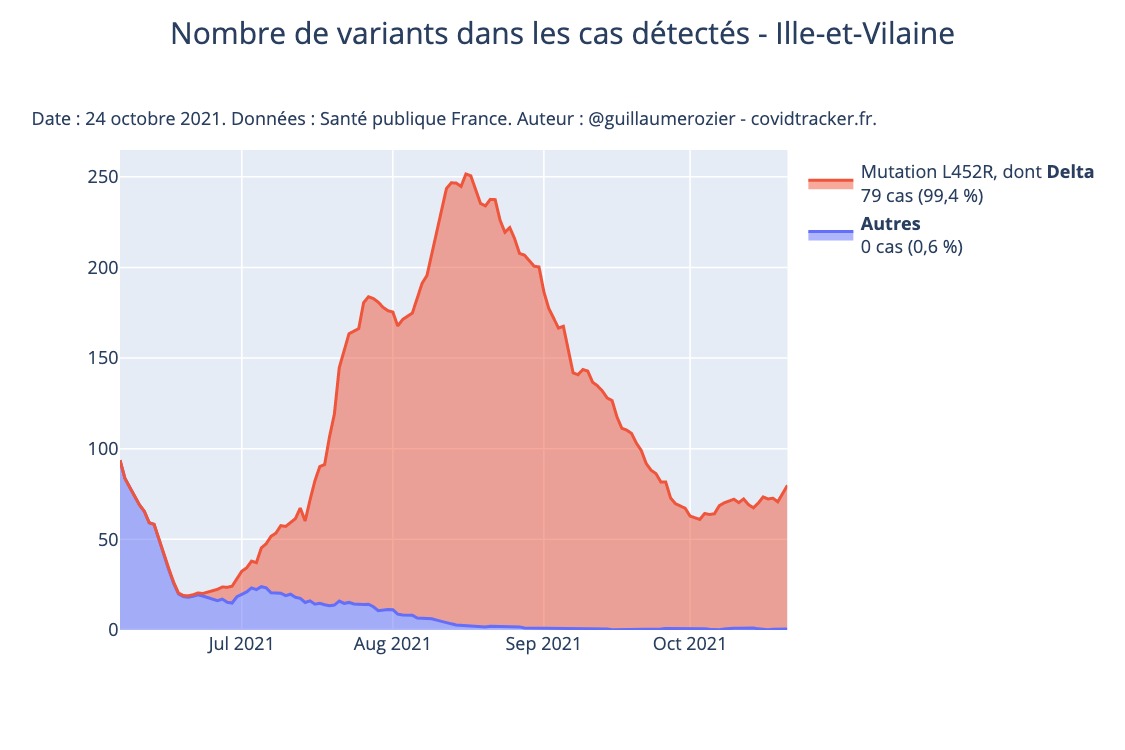 Nombre de variants dans les cas détectés - Ille-et-Vilaine
Date : 24 octobre 2021. Données : Santé publique France. Auteur : @guillaumerozier - covidtracker.fr.
Mutation L452R, dont Delta
79 cas (99,4 %)
Autres
0 cas (0,6 %)
250
200
150
100
50
0
Jul 2021
Aug 2021
Sep 2021
Oct 2021